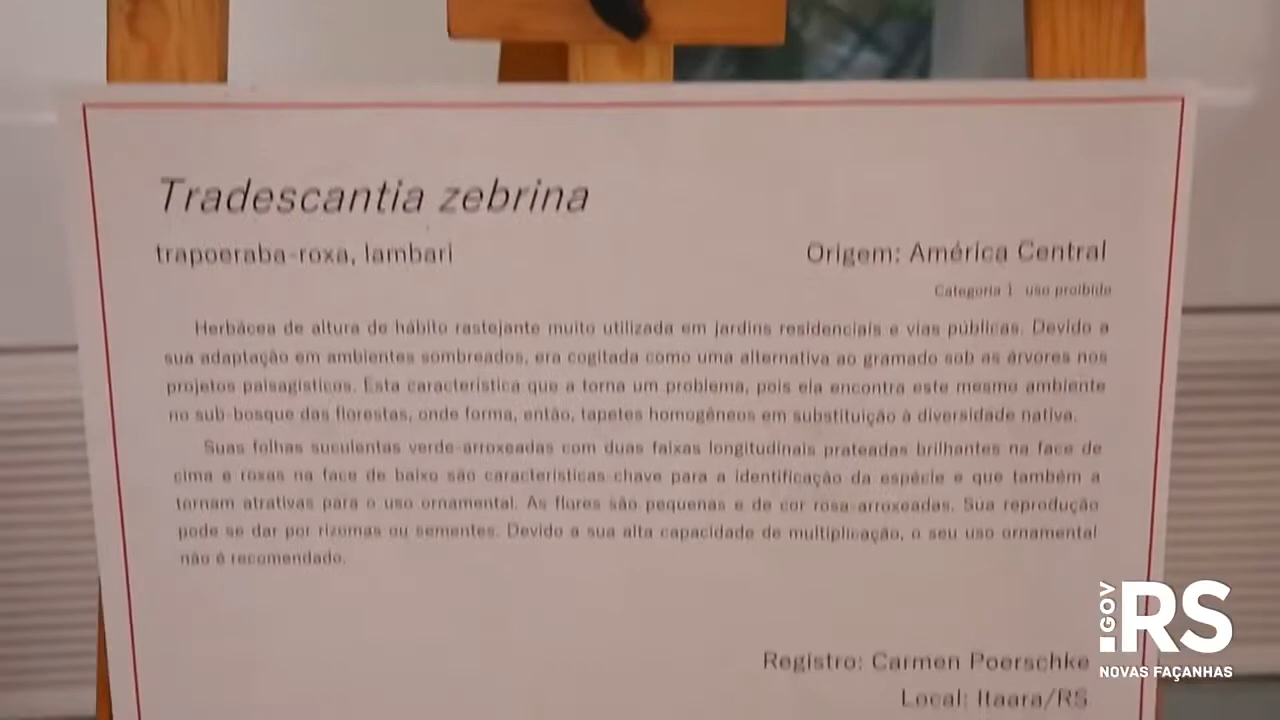 Tradescantia zebrina
trapoeraba-roxa, lambari
Origem: América Central
Categoria 1 uso proibido
Herbácea de altura de hábito rastejante muito utilizada em jardins residenciais e vias públicas. Devido a
sua adaptação em ambientes sombreados, era cogitada como uma alternativa ao gramado sob as árvores nos
projetos paisagísticos. Esta característica que a torna um problema, pois ela encontra este mesmo ambiente
no sub-bosque das florestas, onde forma, então, tapetes homogêneos em substituição à diversidade nativa.
Suas folhas suculentas verde-arroxeadas com duas faixas longitudinais prateadas brilhantes na face de
cima e roxas na face de baixo são características-chave para a identificação da espécie e que também a
tornam atrativas para o uso ornamental. As flores são pequenas e de cor rosa-arroxeadas. Sua reprodução
pode se dar por rizomas ou sementes. Devido a sua alta capacidade de multiplicação, o seu uso ornamental
não é recomendado.
Registro: Carmen Poerschke
Local: Itaara/RS
.GOV
RS
NOVAS FAÇANHAS